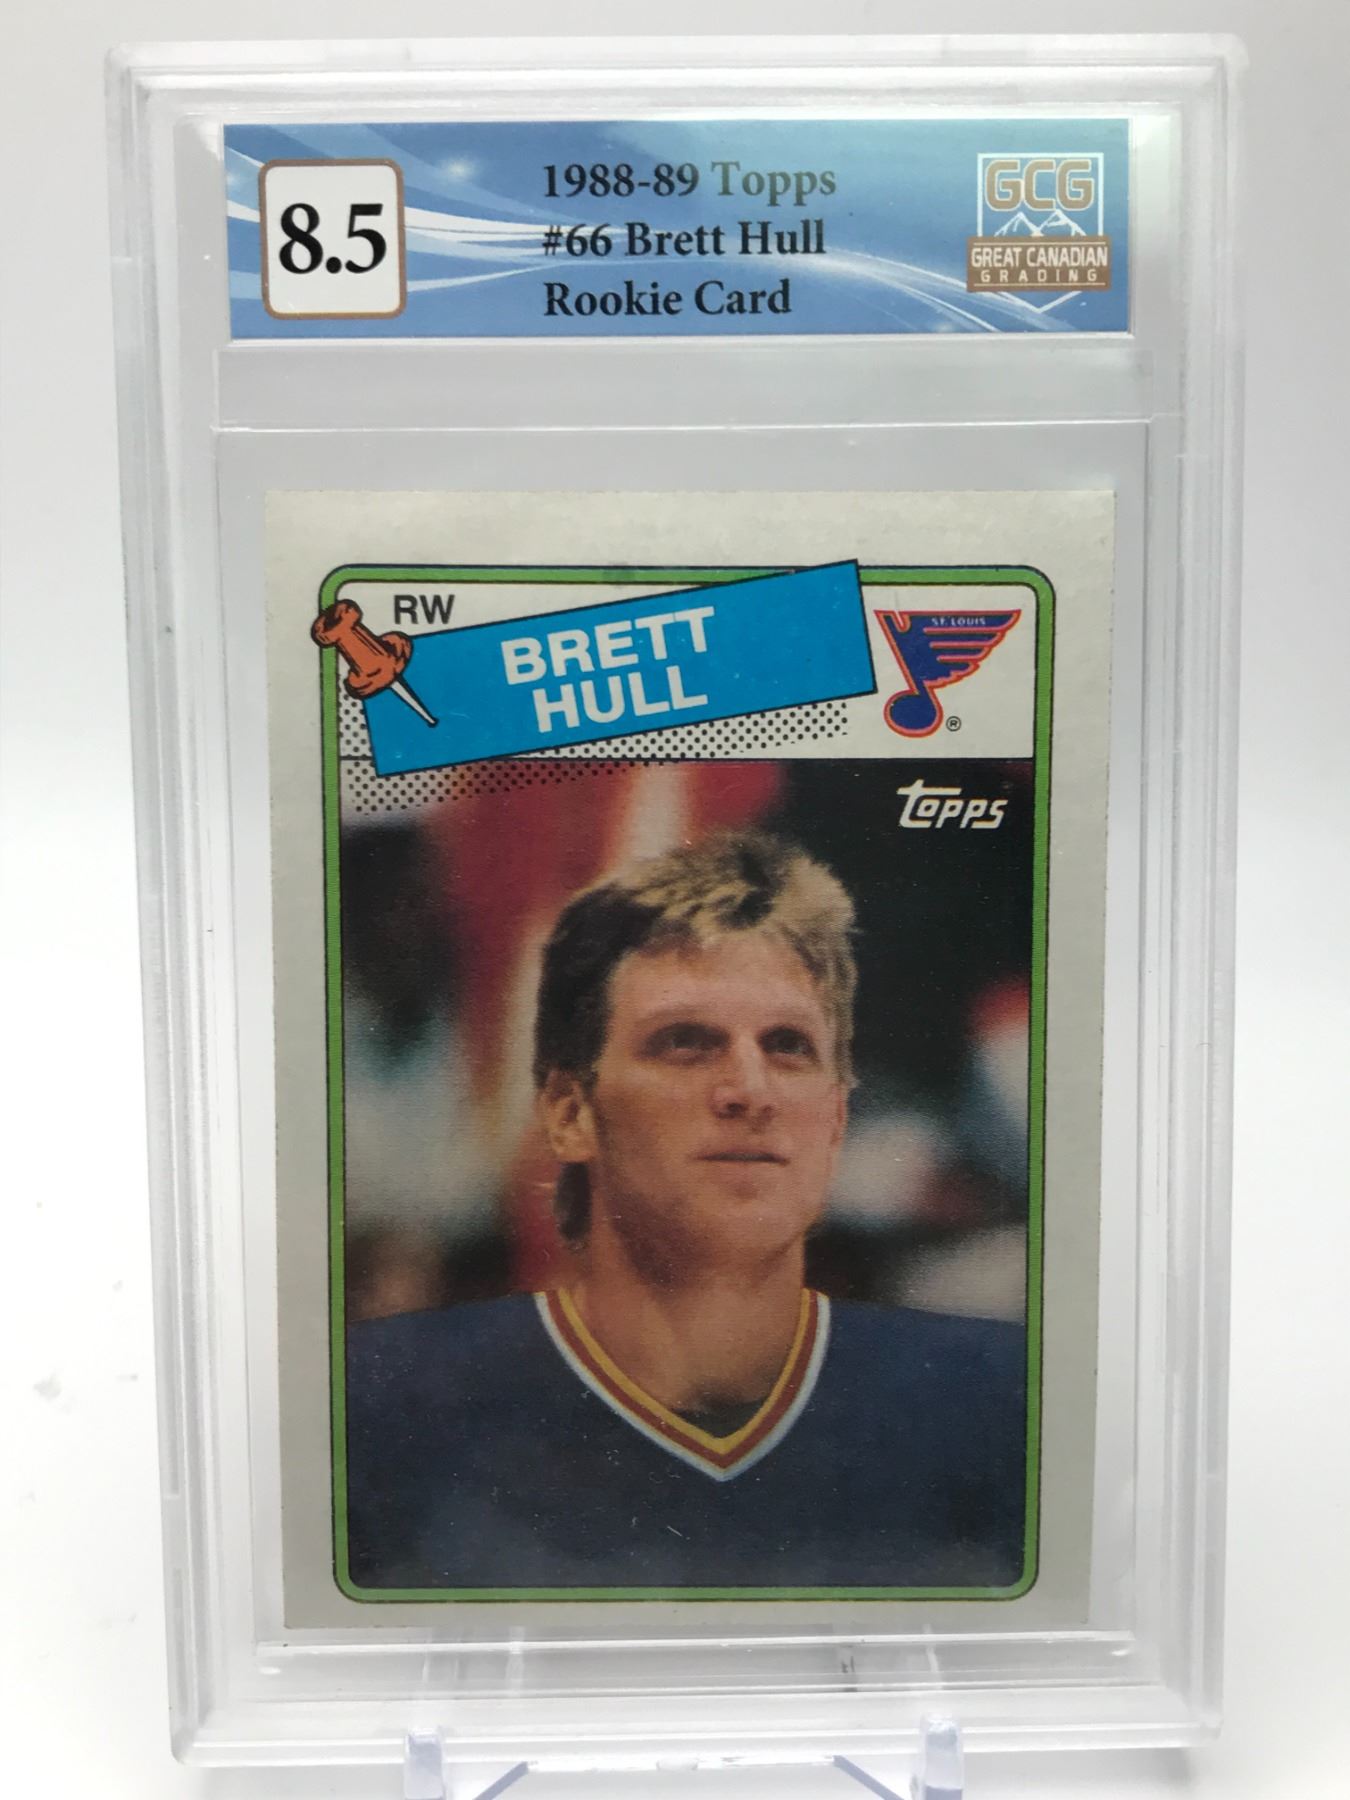 8.5
1988-89 Topps
#66 Brett Hull
Rookie Card
GCG
GREAT CANADIAN
GRADING
RW
BRETT
HULL
ST. LOUIS
®
topps